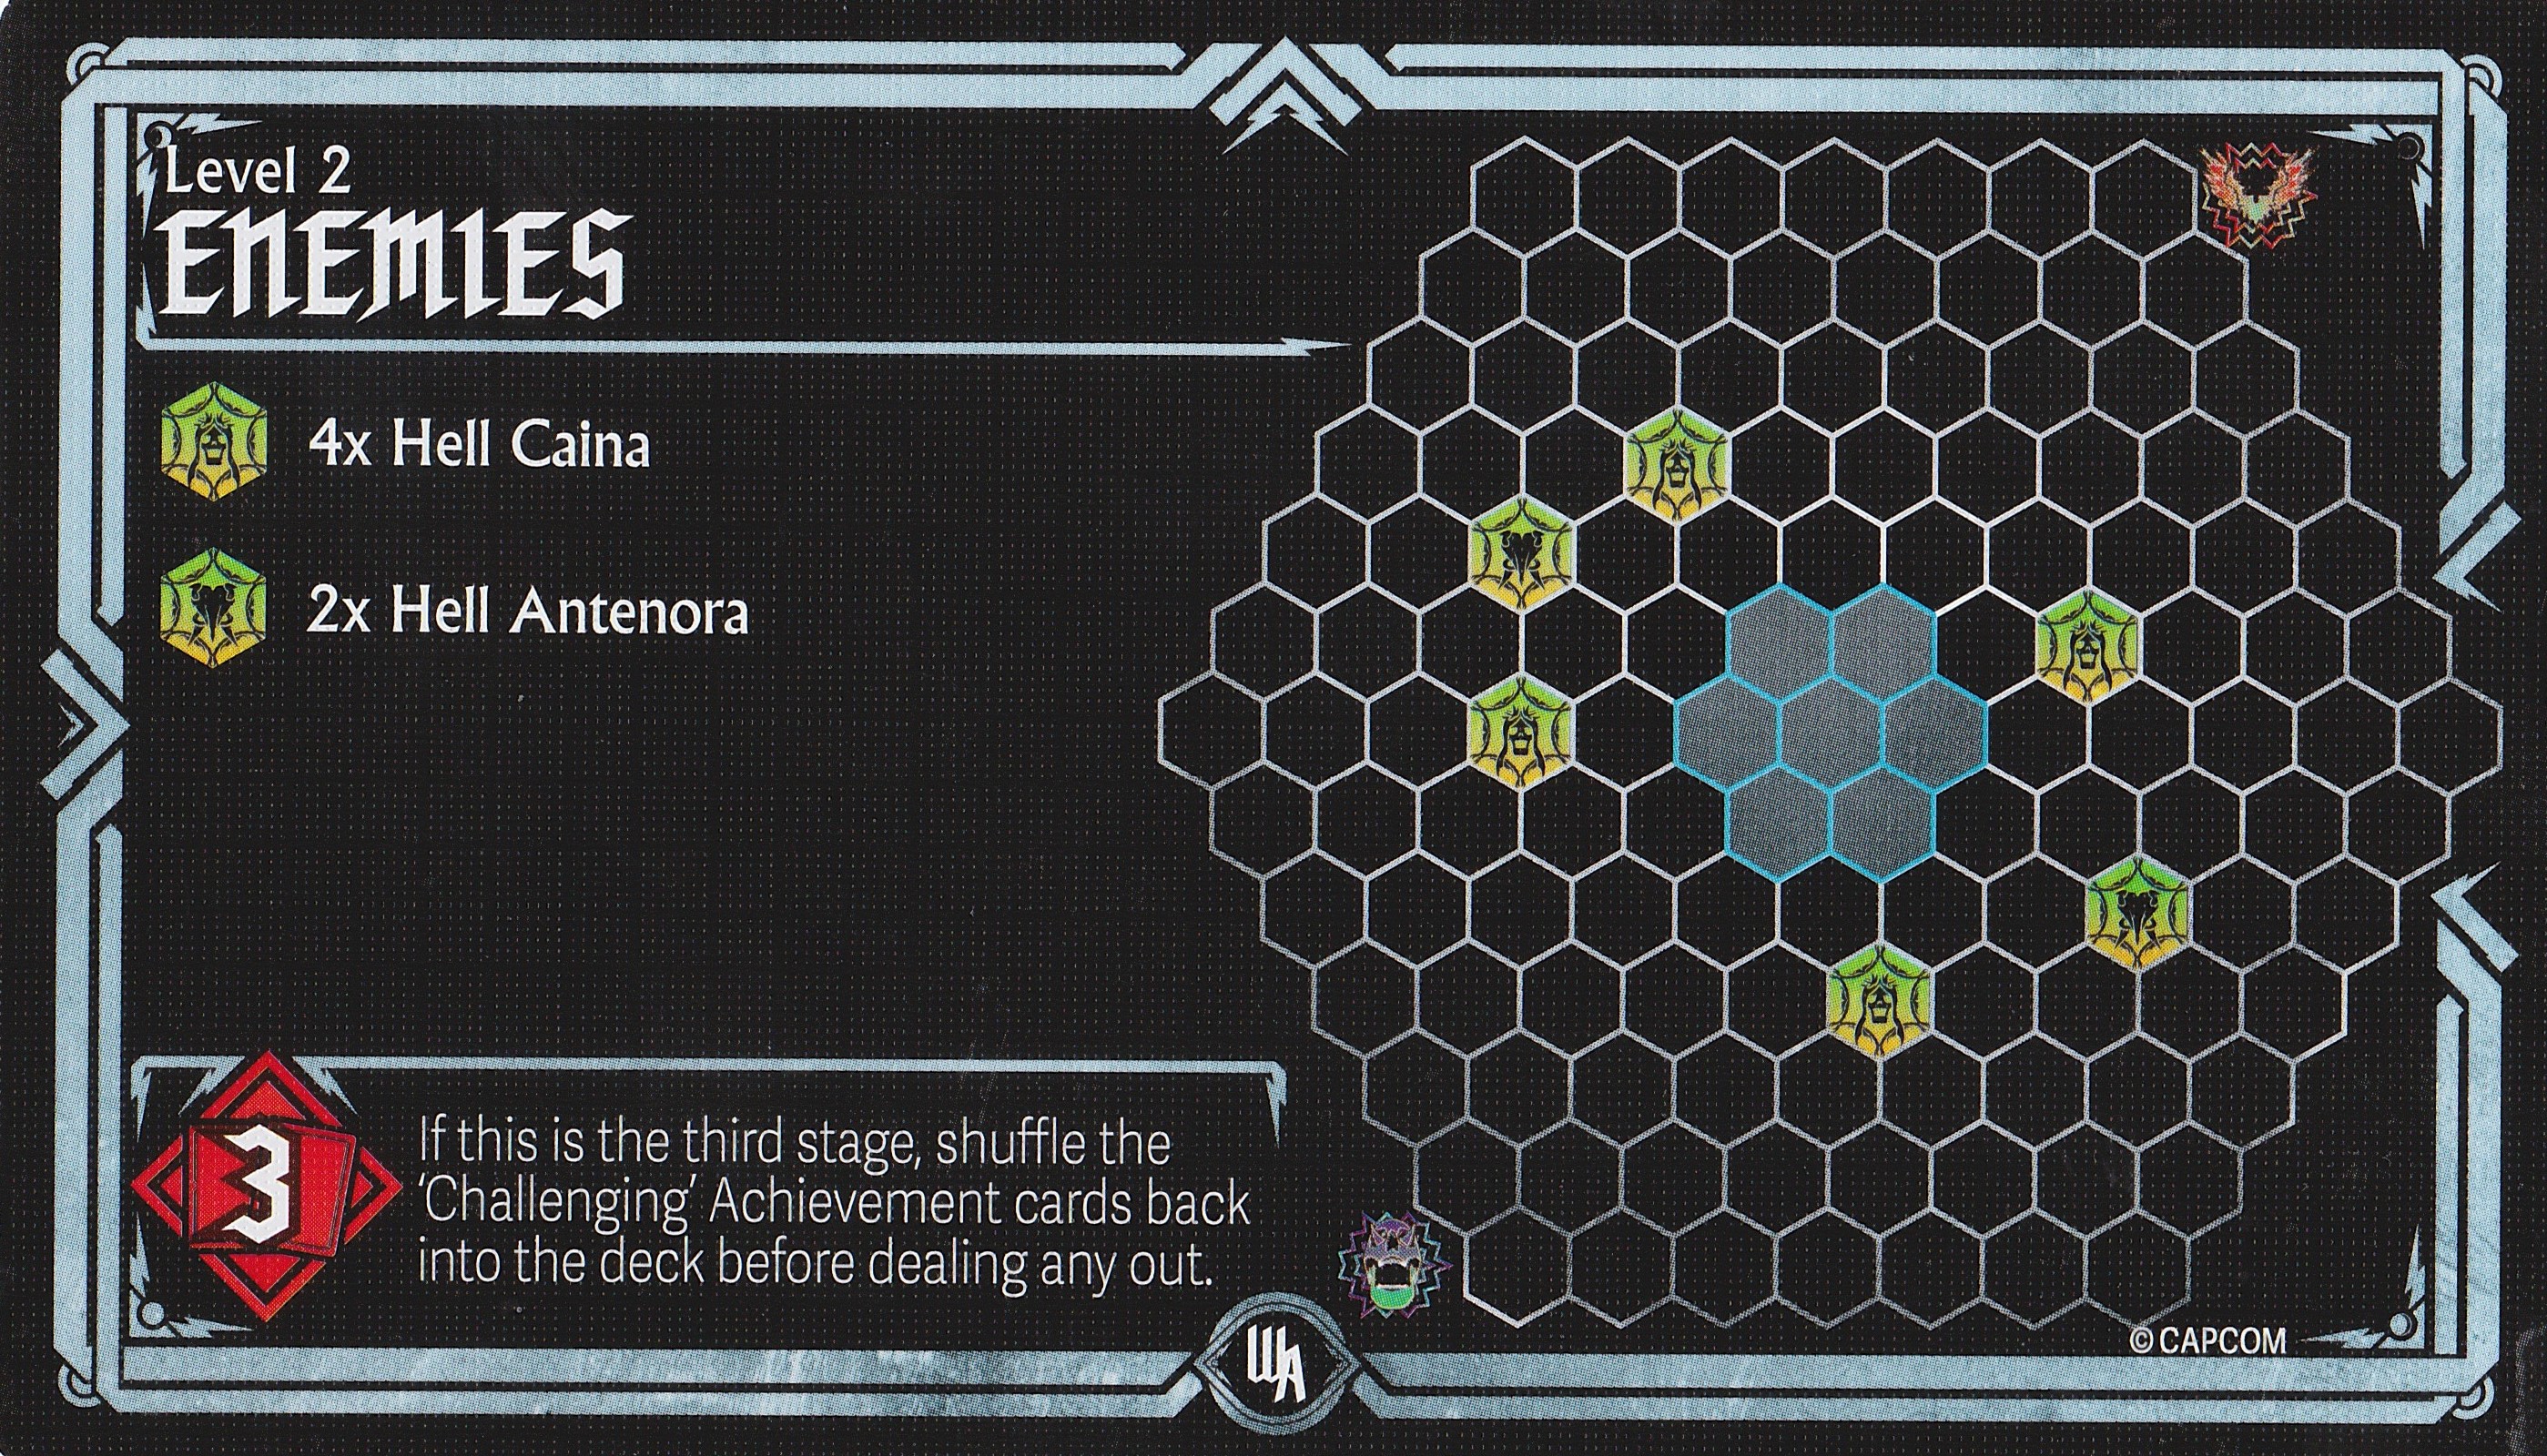 Level 2
ENEMIES
4x Hell Caina
2x Hell Antenora
3
If this is the third stage, shuffle the
‘Challenging’ Achievement cards back
into the deck before dealing any out.
WA
© CAPCOM